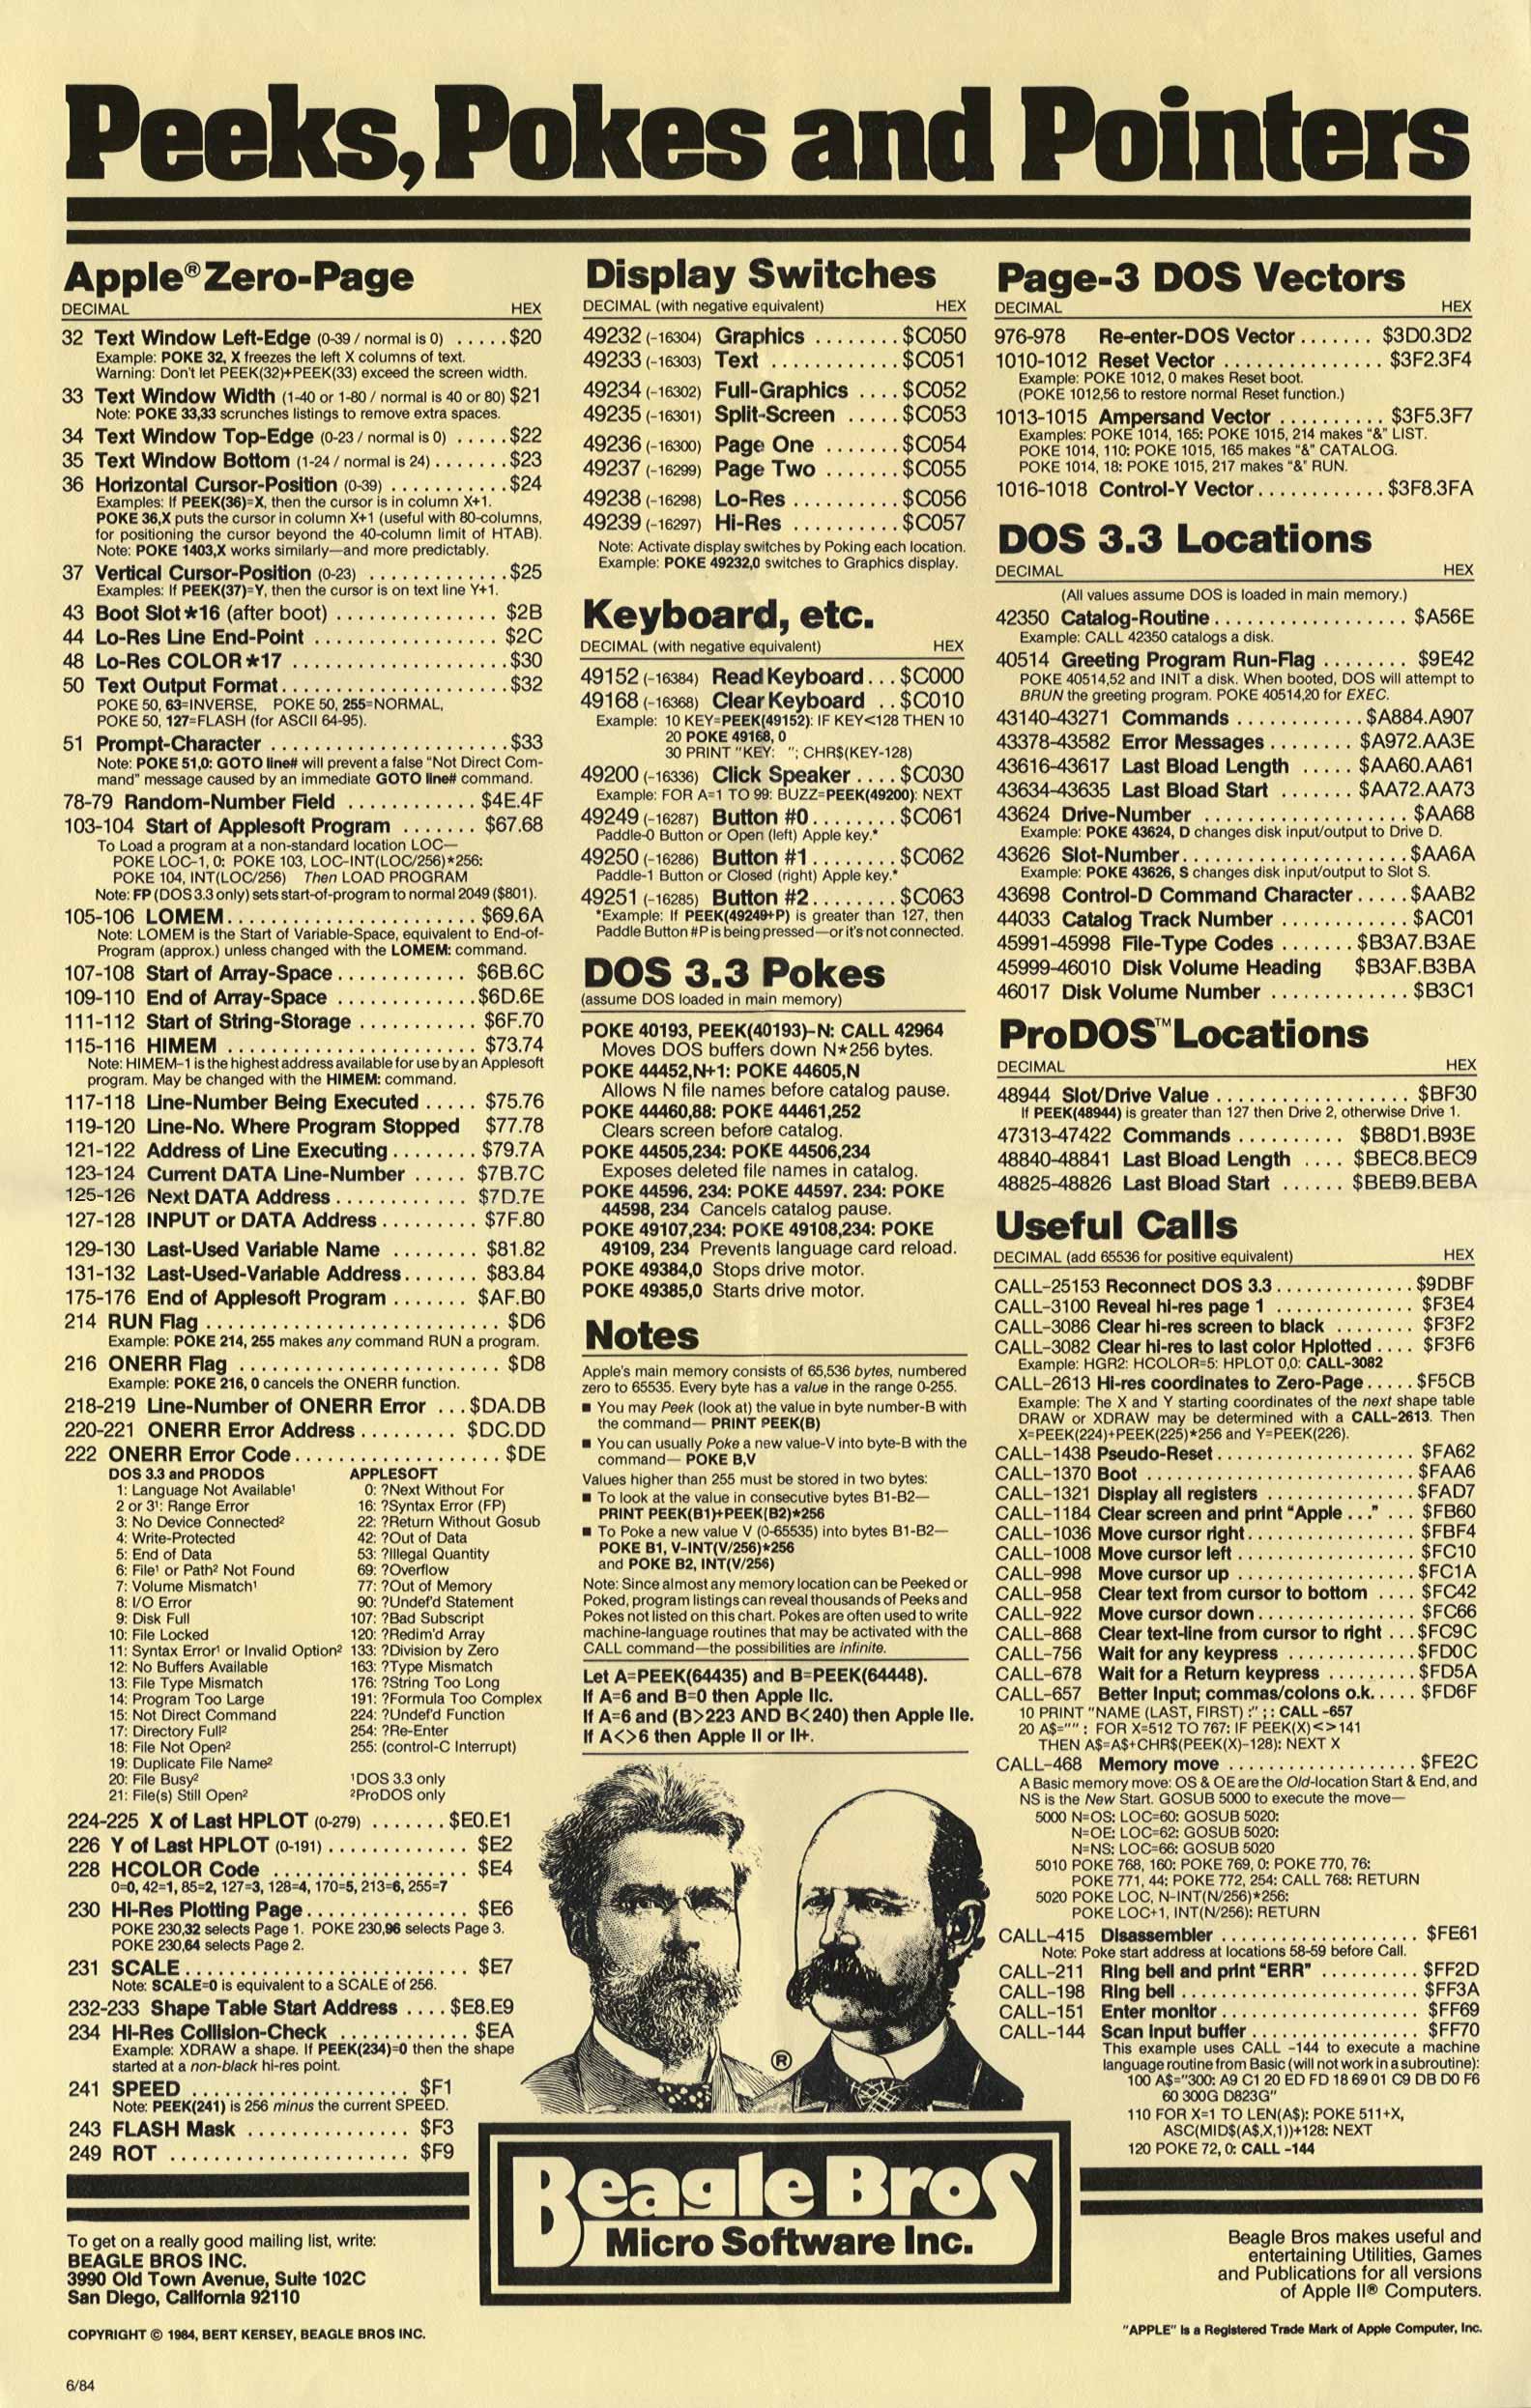 Peeks, Pokes and Pointers
Apple® Zero-Page
DECIMAL HEX
32 Text Window Left-Edge (0-39 / normal is 0) ..... $20
Example: POKE 32, X freezes the left X columns of text.
Warning: Don't let PEEK(32)+PEEK(33) exceed the screen width.
33 Text Window Width (1-40 or 1-80 / normal is 40 or 80) $21
Note: POKE 33,33 scrunches listings to remove extra spaces.
34 Text Window Top-Edge (0-23 / normal is 0) ..... $22
35 Text Window Bottom (1-24 / normal is 24) ....... $23
36 Horizontal Cursor-Position (0-39) ........... $24
Examples: If PEEK(36)=X, then the cursor is in column X+1.
POKE 36,X puts the cursor in column X+1 (useful with 80-columns,
for positioning the cursor beyond the 40-column limit of HTAB).
Note: POKE 1403,X works similarly—and more predictably.
37 Vertical Cursor-Position (0-23) ............. $25
Examples: If PEEK(37)=Y, then the cursor is on text line Y+1.
43 Boot Slot*16 (after boot) ............... $2B
44 Lo-Res Line End-Point ................. $2C
48 Lo-Res COLOR*17 .................... $30
50 Text Output Format...................... $32
POKE 50, 63=INVERSE, POKE 50, 255=NORMAL,
POKE 50, 127=FLASH (for ASCII 64-95).
51 Prompt-Character ...................... $33
Note: POKE 51,0: GOTO line# will prevent a false "Not Direct Com-
mand" message caused by an immediate GOTO line# command.
78-79 Random-Number Field ............ $4E.4F
103-104 Start of Applesoft Program ....... $67.68
To Load a program at a non-standard location LOC—
POKE LOC-1, 0: POKE 103, LOC-INT(LOC/256)*256:
POKE 104, INT(LOC/256) Then LOAD PROGRAM
Note: FP (DOS 3.3 only) sets start-of-program to normal 2049 ($801).
105-106 LOMEM........................ $69.6A
Note: LOMEM is the Start of Variable-Space, equivalent to End-of-
Program (approx.) unless changed with the LOMEM: command.
107-108 Start of Array-Space............ $6B.6C
109-110 End of Array-Space ............. $6D.6E
111-112 Start of String-Storage ........... $6F.70
115-116 HIMEM ........................ $73.74
Note: HIMEM-1 is the highest address available for use by an Applesoft
program. May be changed with the HIMEM: command.
117-118 Line-Number Being Executed ..... $75.76
119-120 Line-No. Where Program Stopped $77.78
121-122 Address of Line Executing........ $79.7A
123-124 Current DATA Line-Number ..... $7B.7C
125-126 Next DATA Address............ $7D.7E
127-128 INPUT or DATA Address......... $7F.80
129-130 Last-Used Variable Name ........ $81.82
131-132 Last-Used-Variable Address....... $83.84
175-176 End of Applesoft Program ....... $AF.B0
214 RUN Flag ........................... $D6
Example: POKE 214, 255 makes any command RUN a program.
216 ONERR Flag ........................ $D8
Example: POKE 216, 0 cancels the ONERR function.
218-219 Line-Number of ONERR Error ... $DA.DB
220-221 ONERR Error Address ......... $DC.DD
222 ONERR Error Code................... $DE
DOS 3.3 and PRODOS APPLESOFT
1: Language Not Available¹ 0: ?Next Without For
2 or 3¹: Range Error 16: ?Syntax Error (FP)
3: No Device Connected² 22: ?Return Without Gosub
4: Write-Protected 42: ?Out of Data
5: End of Data 53: ?Illegal Quantity
6: File¹ or Path² Not Found 69: ?Overflow
7: Volume Mismatch¹ 77: ?Out of Memory
8: I/O Error 90: ?Undef'd Statement
9: Disk Full 107: ?Bad Subscript
10: File Locked 120: ?Redim'd Array
11: Syntax Error¹ or Invalid Option² 133: ?Division by Zero
12: No Buffers Available 163: ?Type Mismatch
13: File Type Mismatch 176: ?String Too Long
14: Program Too Large 191: ?Formula Too Complex
15: Not Direct Command 224: ?Undef'd Function
17: Directory Full² 254: ?Re-Enter
18: File Not Open² 255: (control-C Interrupt)
19: Duplicate File Name²
20: File Busy² ¹DOS 3.3 only
21: File(s) Still Open² ²ProDOS only
224-225 X of Last HPLOT (0-279) ....... $E0.E1
226 Y of Last HPLOT (0-191) ............. $E2
228 HCOLOR Code ................... $E4
0=0, 42=1, 85=2, 127=3, 128=4, 170=5, 213=6, 255=7
230 Hi-Res Plotting Page................ $E6
POKE 230,32 selects Page 1. POKE 230,96 selects Page 3.
POKE 230,64 selects Page 2.
231 SCALE............................ $E7
Note: SCALE=0 is equivalent to a SCALE of 256.
232-233 Shape Table Start Address .... $E8.E9
234 Hi-Res Collision-Check ............ $EA
Example: XDRAW a shape. If PEEK(234)=0 then the shape
started at a non-black hi-res point.
241 SPEED ..................... $F1
Note: PEEK(241) is 256 minus the current SPEED.
243 FLASH Mask ............... $F3
249 ROT ....................... $F9
Display Switches
DECIMAL (with negative equivalent) HEX
49232 (-16304) Graphics ........ $C050
49233 (-16303) Text ............ $C051
49234 (-16302) Full-Graphics .... $C052
49235 (-16301) Split-Screen ..... $C053
49236 (-16300) Page One ....... $C054
49237 (-16299) Page Two ....... $C055
49238 (-16298) Lo-Res .......... $C056
49239 (-16297) Hi-Res .......... $C057
Note: Activate display switches by Poking each location.
Example: POKE 49232,0 switches to Graphics display.
Keyboard, etc.
DECIMAL (with negative equivalent) HEX
49152 (-16384) Read Keyboard... $C000
49168 (-16368) Clear Keyboard .. $C010
Example: 10 KEY=PEEK(49152): IF KEY<128 THEN 10
20 POKE 49168, 0
30 PRINT "KEY: "; CHR$(KEY-128)
49200 (-16336) Click Speaker .... $C030
Example: FOR A=1 TO 99: BUZZ=PEEK(49200): NEXT
49249 (-16287) Button #0........ $C061
Paddle-0 Button or Open (left) Apple key.*
49250 (-16286) Button #1........ $C062
Paddle-1 Button or Closed (right) Apple key.*
49251 (-16285) Button #2........ $C063
*Example: If PEEK(49249+P) is greater than 127, then
Paddle Button #P is being pressed—or it's not connected.
DOS 3.3 Pokes
(assume DOS loaded in main memory)
POKE 40193, PEEK(40193)-N: CALL 42964
Moves DOS buffers down N*256 bytes.
POKE 44452,N+1: POKE 44605,N
Allows N file names before catalog pause.
POKE 44460,88: POKE 44461,252
Clears screen before catalog.
POKE 44505,234: POKE 44506,234
Exposes deleted file names in catalog.
POKE 44596, 234: POKE 44597. 234: POKE
44598, 234 Cancels catalog pause.
POKE 49107,234: POKE 49108,234: POKE
49109, 234 Prevents language card reload.
POKE 49384,0 Stops drive motor.
POKE 49385,0 Starts drive motor.
Notes
Apple's main memory consists of 65,536 bytes, numbered
zero to 65535. Every byte has a value in the range 0-255.
■ You may Peek (look at) the value in byte number-B with
the command— PRINT PEEK(B)
■ You can usually Poke a new value-V into byte-B with the
command— POKE B,V
Values higher than 255 must be stored in two bytes:
■ To look at the value in consecutive bytes B1-B2—
PRINT PEEK(B1)+PEEK(B2)*256
■ To Poke a new value V (0-65535) into bytes B1-B2—
POKE B1, V-INT(V/256)*256
and POKE B2, INT(V/256)
Note: Since almost any memory location can be Peeked or
Poked, program listings can reveal thousands of Peeks and
Pokes not listed on this chart. Pokes are often used to write
machine-language routines that may be activated with the
CALL command—the possibilities are infinite.
Let A=PEEK(64435) and B=PEEK(64448).
If A=6 and B=0 then Apple IIc.
If A=6 and (B>223 AND B<240) then Apple IIe.
If A<>6 then Apple II or II+.
Page-3 DOS Vectors
DECIMAL HEX
976-978 Re-enter-DOS Vector....... $3D0.3D2
1010-1012 Reset Vector ............... $3F2.3F4
Example: POKE 1012, 0 makes Reset boot.
(POKE 1012,56 to restore normal Reset function.)
1013-1015 Ampersand Vector .......... $3F5.3F7
Examples: POKE 1014, 165: POKE 1015, 214 makes "&" LIST.
POKE 1014, 110: POKE 1015, 165 makes "&" CATALOG.
POKE 1014, 18: POKE 1015, 217 makes "&" RUN.
1016-1018 Control-Y Vector............ $3F8.3FA
DOS 3.3 Locations
DECIMAL HEX
(All values assume DOS is loaded in main memory.)
42350 Catalog-Routine.................. $A56E
Example: CALL 42350 catalogs a disk.
40514 Greeting Program Run-Flag ........ $9E42
POKE 40514,52 and INIT a disk. When booted, DOS will attempt to
BRUN the greeting program. POKE 40514,20 for EXEC.
43140-43271 Commands ............ $A884.A907
43378-43582 Error Messages ........ $A972.AA3E
43616-43617 Last Bload Length ..... $AA60.AA61
43634-43635 Last Bload Start ....... $AA72.AA73
43624 Drive-Number .................. $AA68
Example: POKE 43624, D changes disk input/output to Drive D.
43626 Slot-Number...................... $AA6A
Example: POKE 43626, S changes disk input/output to Slot S.
43698 Control-D Command Character ..... $AAB2
44033 Catalog Track Number ............ $AC01
45991-45998 File-Type Codes ....... $B3A7.B3AE
45999-46010 Disk Volume Heading $B3AF.B3BA
46017 Disk Volume Number ............. $B3C1
ProDOS™ Locations
DECIMAL HEX
48944 Slot/Drive Value ................... $BF30
If PEEK(48944) is greater than 127 then Drive 2, otherwise Drive 1.
47313-47422 Commands .......... $B8D1.B93E
48840-48841 Last Bload Length .... $BEC8.BEC9
48825-48826 Last Bload Start ...... $BEB9.BEBA
Useful Calls
DECIMAL (add 65536 for positive equivalent) HEX
CALL-25153 Reconnect DOS 3.3............... $9DBF
CALL-3100 Reveal hi-res page 1 .............. $F3E4
CALL-3086 Clear hi-res screen to black ........ $F3F2
CALL-3082 Clear hi-res to last color Hplotted .... $F3F6
Example: HGR2: HCOLOR=5: HPLOT 0,0: CALL-3082
CALL-2613 Hi-res coordinates to Zero-Page..... $F5CB
Example: The X and Y starting coordinates of the next shape table
DRAW or XDRAW may be determined with a CALL-2613. Then
X=PEEK(224)+PEEK(225)*256 and Y=PEEK(226).
CALL-1438 Pseudo-Reset.................... $FA62
CALL-1370 Boot ........................... $FAA6
CALL-1321 Display all registers ............... $FAD7
CALL-1184 Clear screen and print "Apple ..." ... $FB60
CALL-1036 Move cursor right................. $FBF4
CALL-1008 Move cursor left .................. $FC10
CALL-998 Move cursor up ................... $FC1A
CALL-958 Clear text from cursor to bottom .... $FC42
CALL-922 Move cursor down................ $FC66
CALL-868 Clear text-line from cursor to right ... $FC9C
CALL-756 Wait for any keypress ............. $FD0C
CALL-678 Wait for a Return keypress ......... $FD5A
CALL-657 Better Input; commas/colons o.k. .... $FD6F
10 PRINT "NAME (LAST, FIRST) :" ; : CALL -657
20 A$="" : FOR X=512 TO 767: IF PEEK(X)<>141
THEN A$=A$+CHR$(PEEK(X)-128): NEXT X
CALL-468 Memory move ................... $FE2C
A Basic memory move: OS & OE are the Old-location Start & End, and
NS is the New Start. GOSUB 5000 to execute the move—
5000 N=OS: LOC=60: GOSUB 5020:
N=OE: LOC=62: GOSUB 5020:
N=NS: LOC=66: GOSUB 5020
5010 POKE 768, 160: POKE 769, 0: POKE 770, 76:
POKE 771, 44: POKE 772, 254: CALL 768: RETURN
5020 POKE LOC, N-INT(N/256)*256:
POKE LOC+1, INT(N/256): RETURN
CALL-415 Disassembler .................... $FE61
Note: Poke start address at locations 58-59 before Call.
CALL-211 Ring bell and print "ERR" .......... $FF2D
CALL-198 Ring bell ........................ $FF3A
CALL-151 Enter monitor.................... $FF69
CALL-144 Scan Input buffer................. $FF70
This example uses CALL -144 to execute a machine
language routine from Basic (will not work in a subroutine):
100 A$="300: A9 C1 20 ED FD 18 69 01 C9 DB D0 F6
60 300G D823G"
110 FOR X=1 TO LEN(A$): POKE 511+X,
ASC(MID$(A$,X,1))+128: NEXT
120 POKE 72, 0: CALL -144
®
Beagle Bros
Micro Software Inc.
To get on a really good mailing list, write:
BEAGLE BROS INC.
3990 Old Town Avenue, Suite 102C
San Diego, California 92110
COPYRIGHT © 1984, BERT KERSEY, BEAGLE BROS INC.
6/84
Beagle Bros makes useful and
entertaining Utilities, Games
and Publications for all versions
of Apple II® Computers.
"APPLE" is a Registered Trade Mark of Apple Computer, Inc.